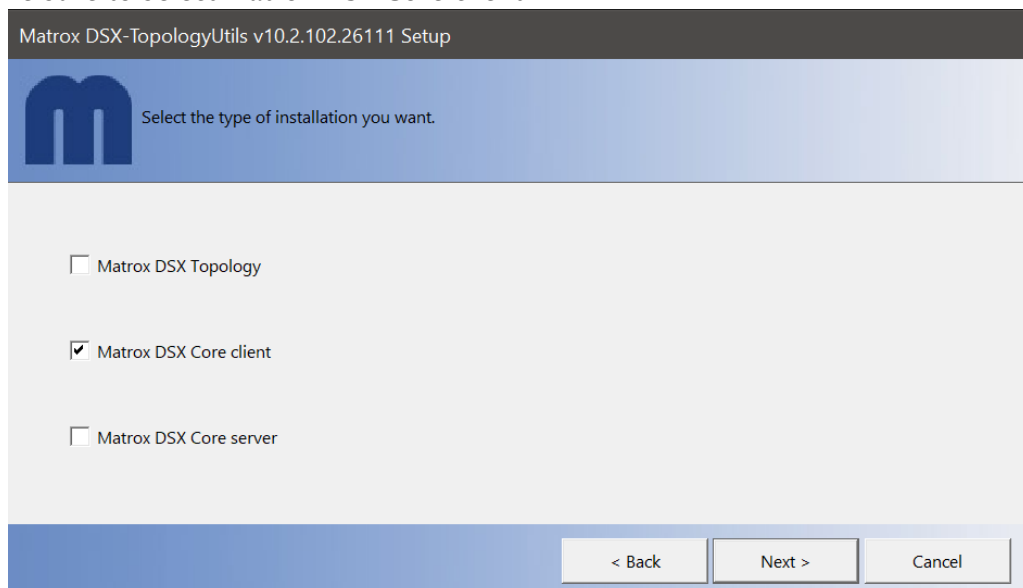 Matrox DSX-TopologyUtils v10.2.102.26111 Setup
Select the type of installation you want.
Matrox DSX Topology
Matrox DSX Core client
Matrox DSX Core server
< Back Next > Cancel